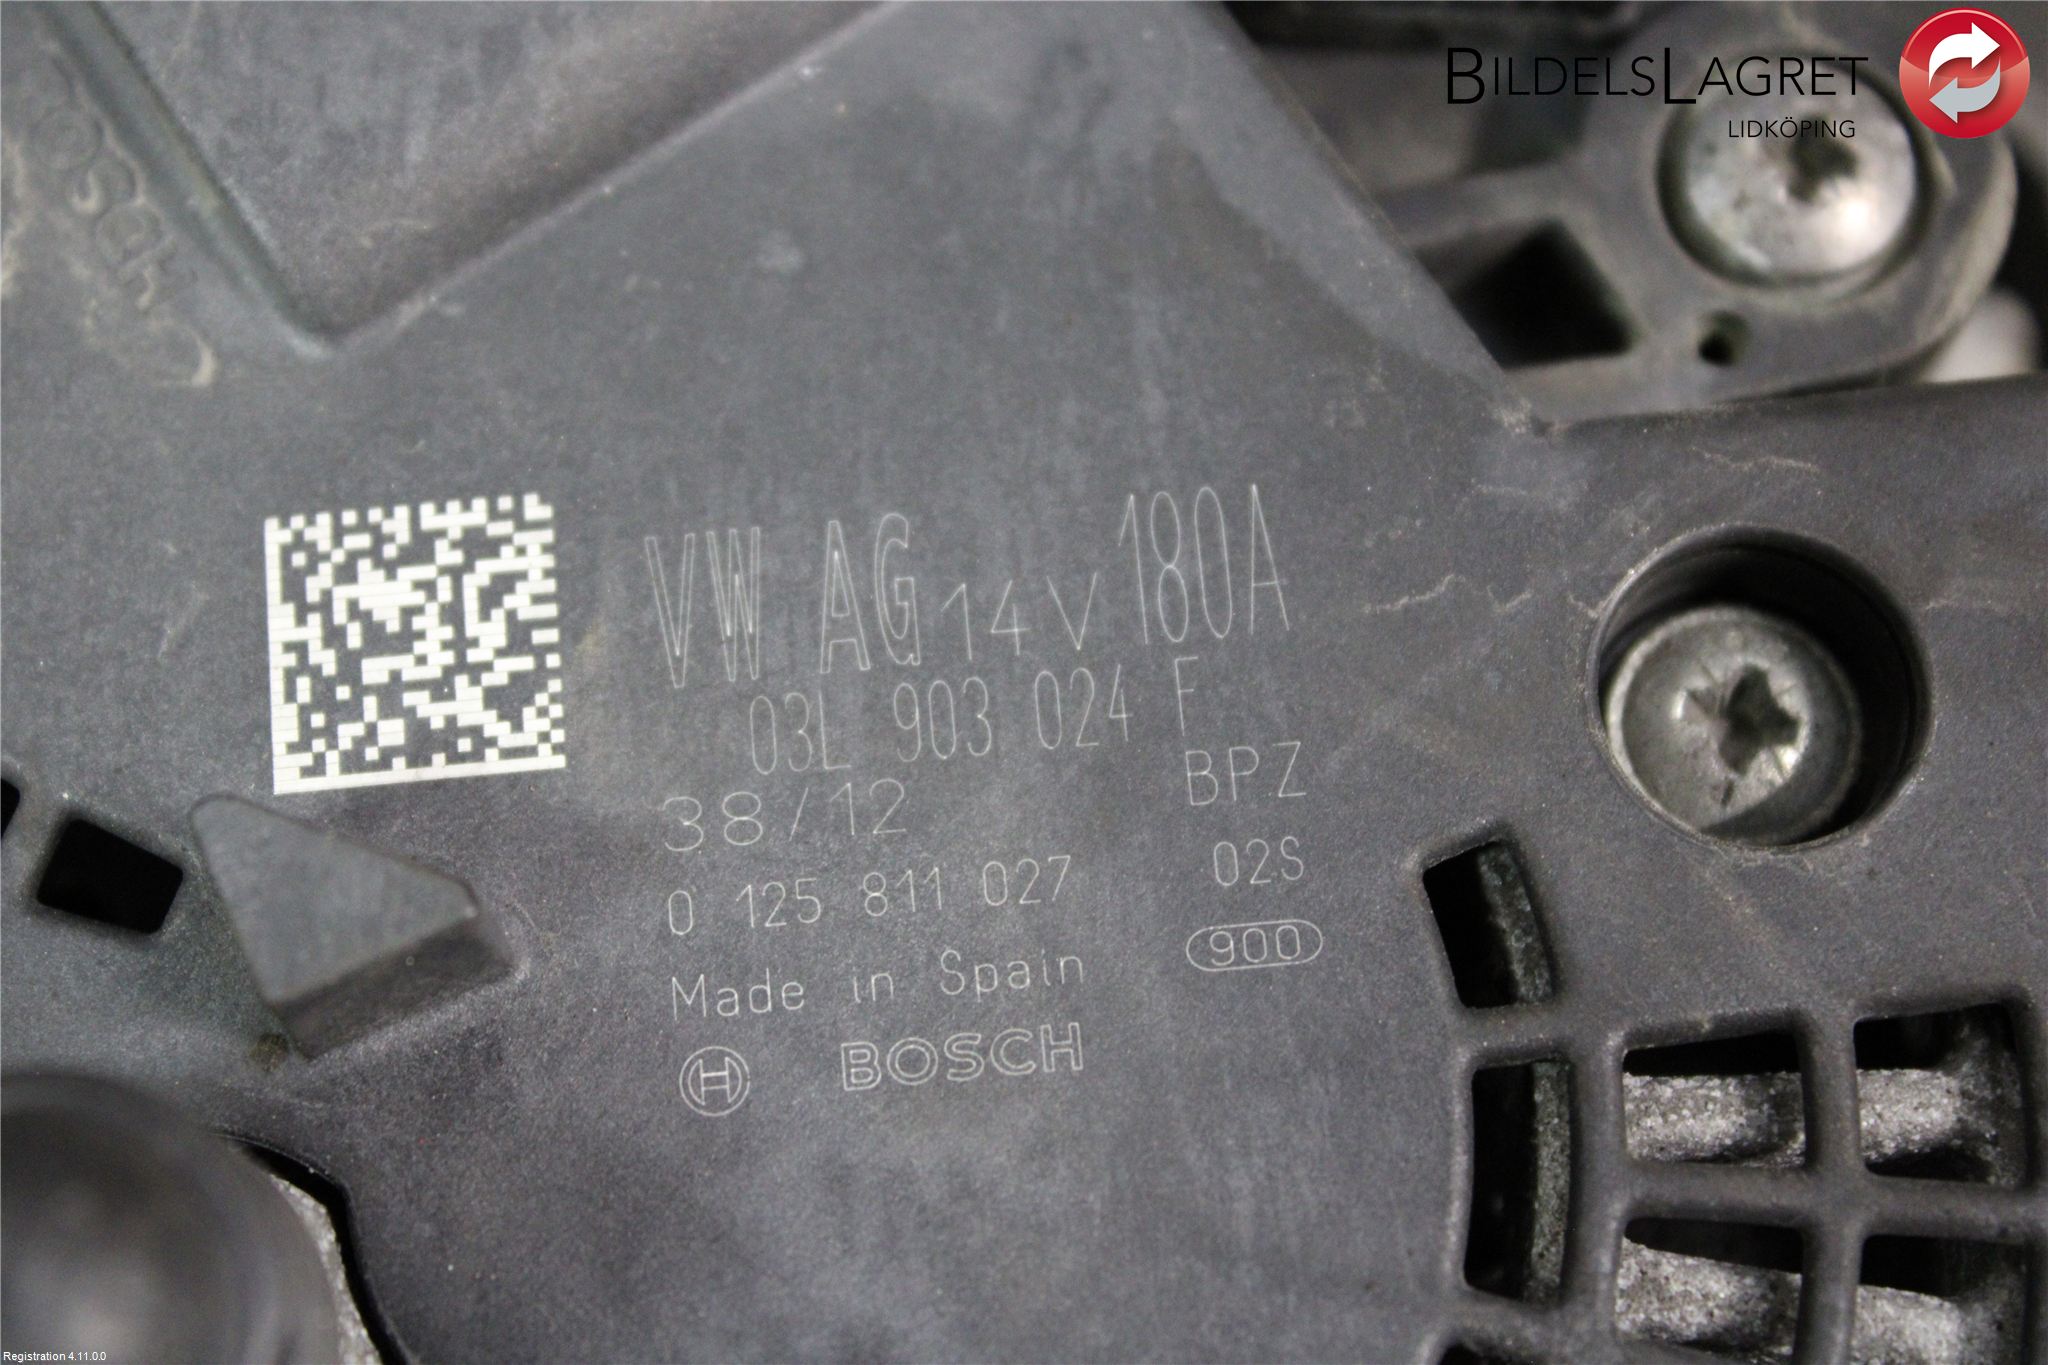 BILDELSLAGRET
LIDKÖPING
BOSCH
VW AG 14V 180A
03L 903 024 F
38/12 BPZ
0 125 811 027 02S
Made in Spain 900
BOSCH
Registration 4.11.0.0